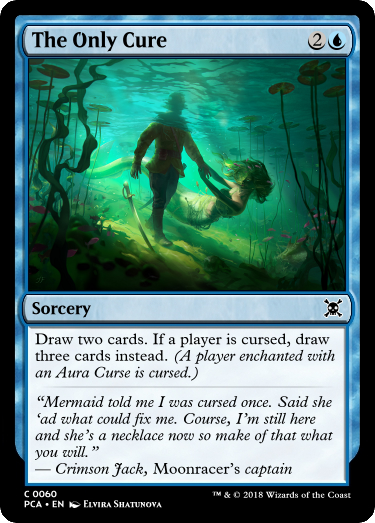 The Only Cure 2
Sorcery
Draw two cards. If a player is cursed, draw
three cards instead. (A player enchanted with
an Aura Curse is cursed.)
“Mermaid told me I was cursed once. Said she
‘ad what could fix me. Course, I’m still here
and she’s a necklace now so make of that what
you will.”
— Crimson Jack, Moonracer’s captain
C 0060
PCA • EN Elvira Shatunova
™ & © 2018 Wizards of the Coast